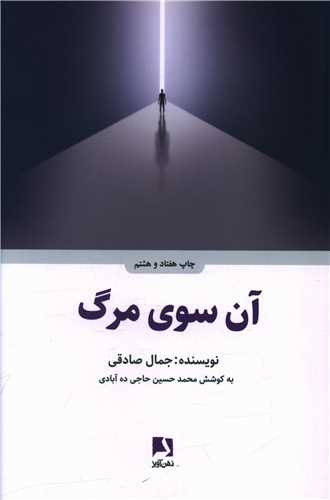 چاپ هفتاد و هشتم
آن سوی مرگ
نویسنده: جمال صادقی
به کوشش محمد حسین حاجی ده آبادی
ذهن‌آویز